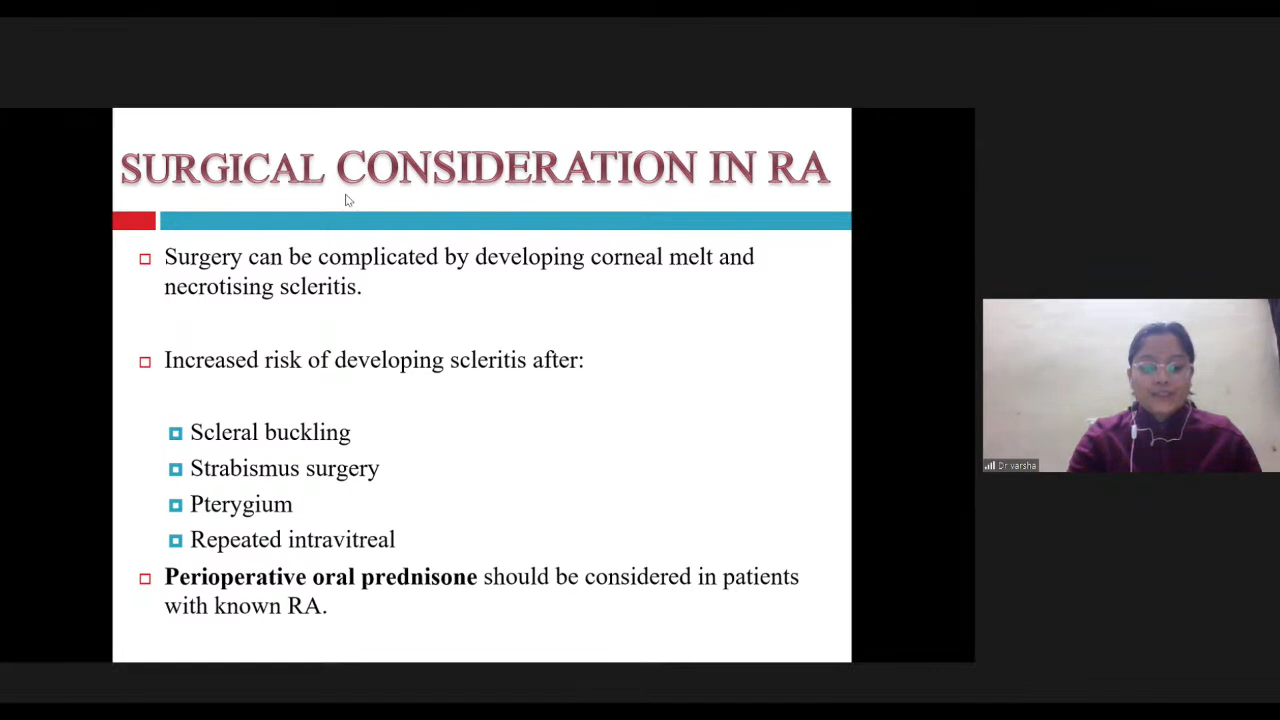 SURGICAL CONSIDERATION IN RA
Surgery can be complicated by developing corneal melt and
necrotising scleritis.
Increased risk of developing scleritis after:
Scleral buckling
Strabismus surgery
Pterygium
Repeated intravitreal
Perioperative oral prednisone should be considered in patients
with known RA.
Dr varsha